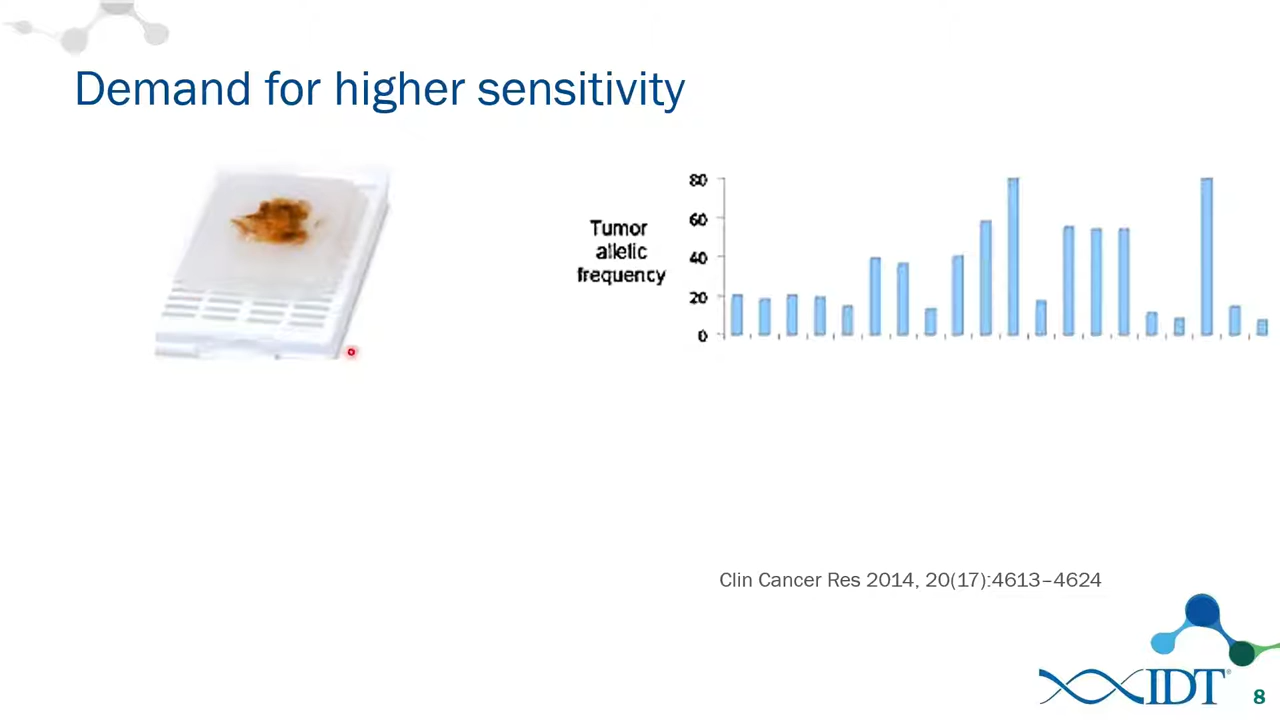 Demand for higher sensitivity
Tumor
allelic
frequency
80
60
40
20
0
Clin Cancer Res 2014, 20(17):4613–4624
IDT®
8